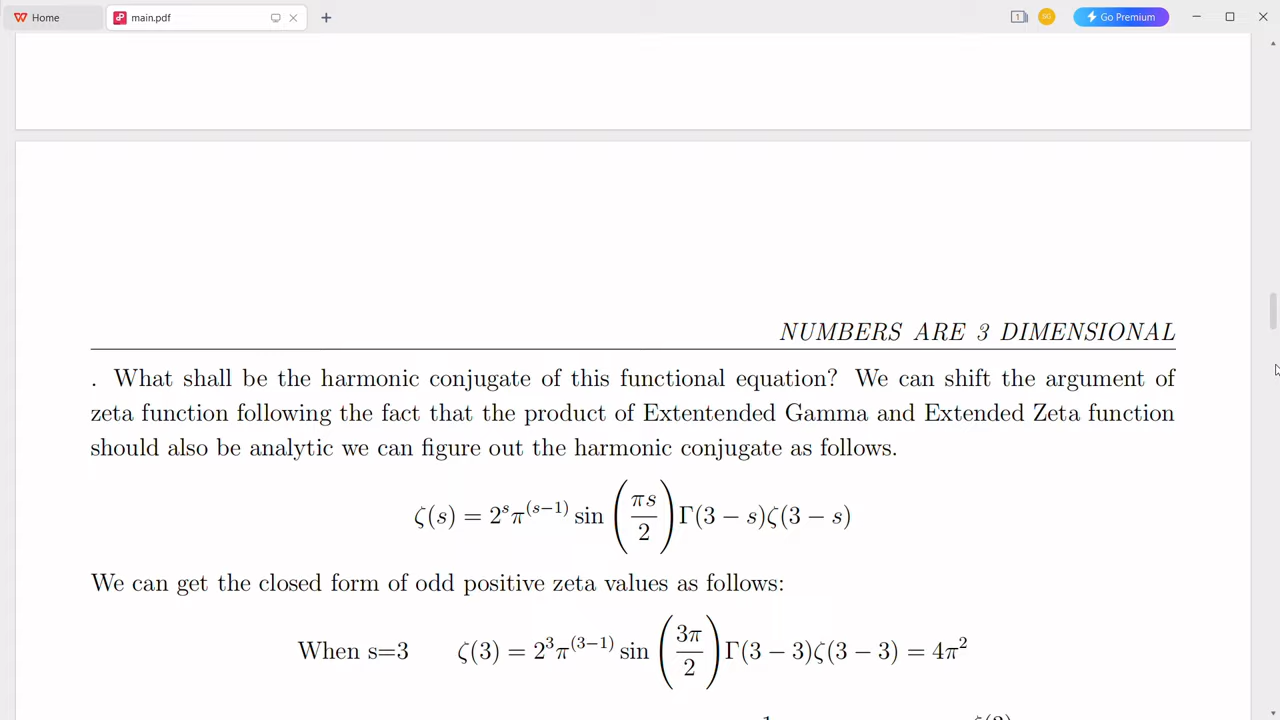 Home
main.pdf
1
SG
Go Premium
NUMBERS ARE 3 DIMENSIONAL
. What shall be the harmonic conjugate of this functional equation? We can shift the argument of
zeta function following the fact that the product of Extentended Gamma and Extended Zeta function
should also be analytic we can figure out the harmonic conjugate as follows.
ζ(s) = 2^s π^(s−1) sin (πs/2) Γ(3 − s)ζ(3 − s)
We can get the closed form of odd positive zeta values as follows:
When s=3 ζ(3) = 2^3 π^(3−1) sin (3π/2) Γ(3 − 3)ζ(3 − 3) = 4π^2